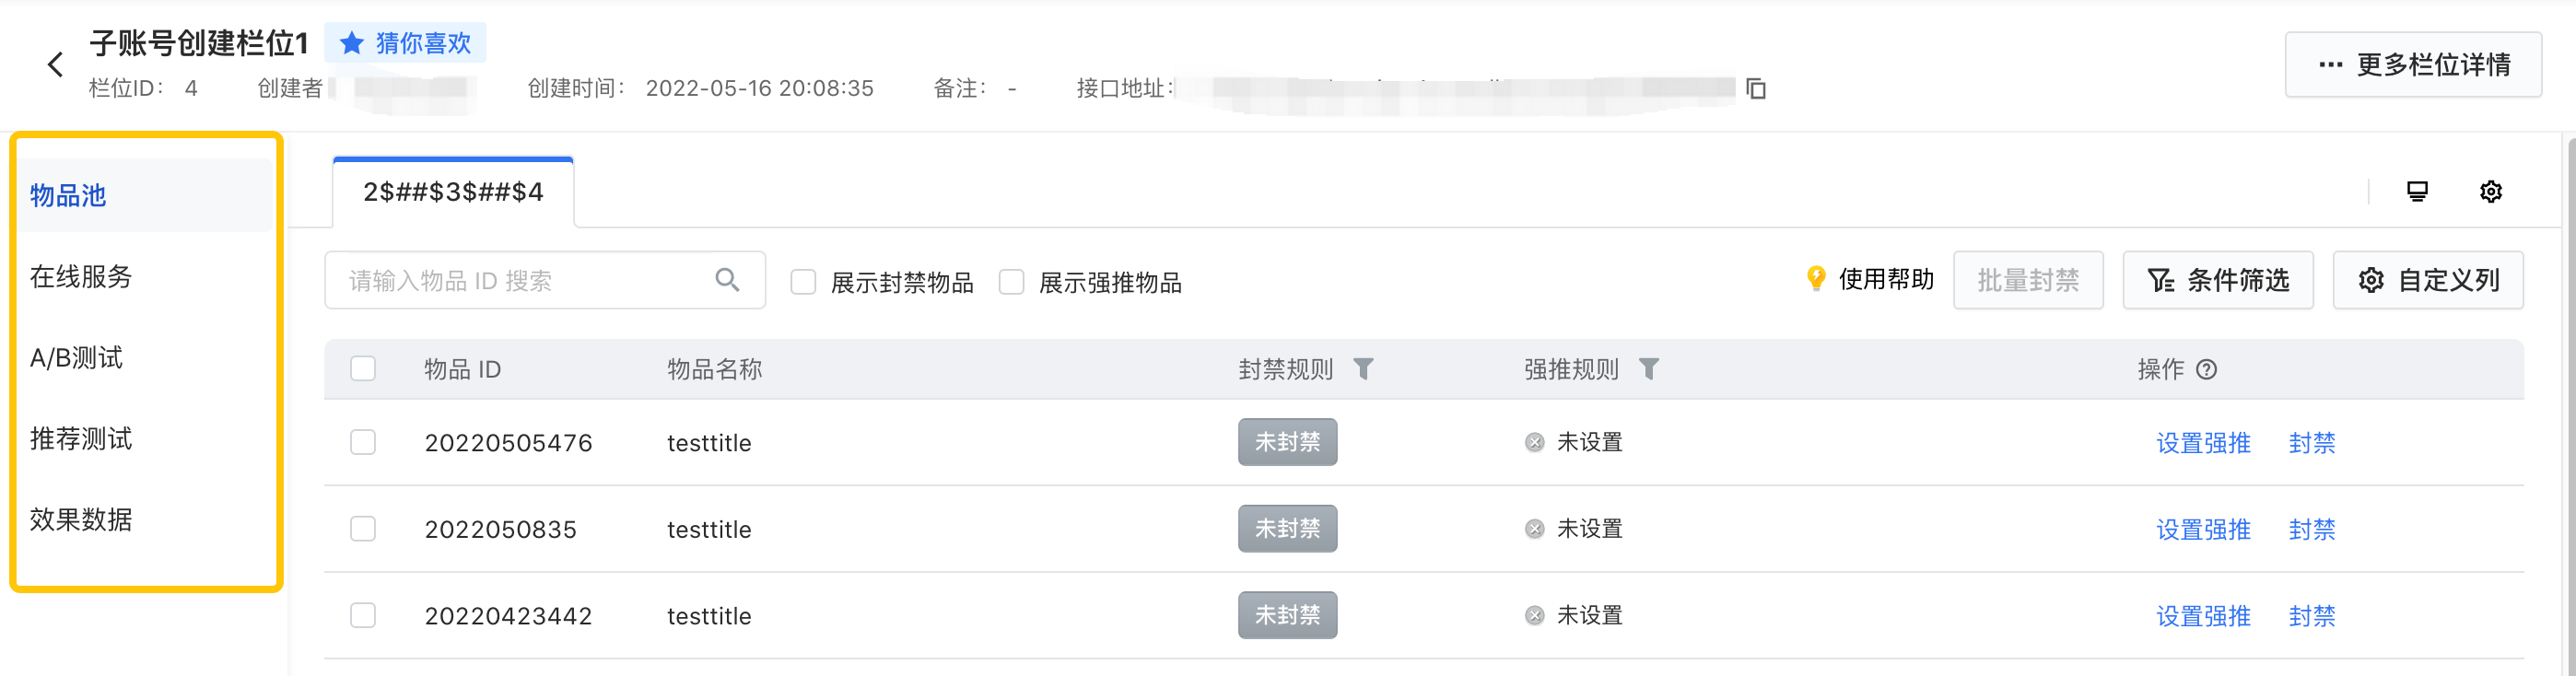 子账号创建栏位1 猜你喜欢
栏位ID： 4 创建者 创建时间： 2022-05-16 20:08:35 备注： - 接口地址:
··· 更多栏位详情
物品池
在线服务
A/B测试
推荐测试
效果数据
2$##$3$##$4
请输入物品 ID 搜索 展示封禁物品 展示强推物品 使用帮助 批量封禁 条件筛选 自定义列
物品 ID 物品名称 封禁规则 强推规则 操作
20220505476 testtitle 未封禁 未设置 设置强推 封禁
2022050835 testtitle 未封禁 未设置 设置强推 封禁
20220423442 testtitle 未封禁 未设置 设置强推 封禁